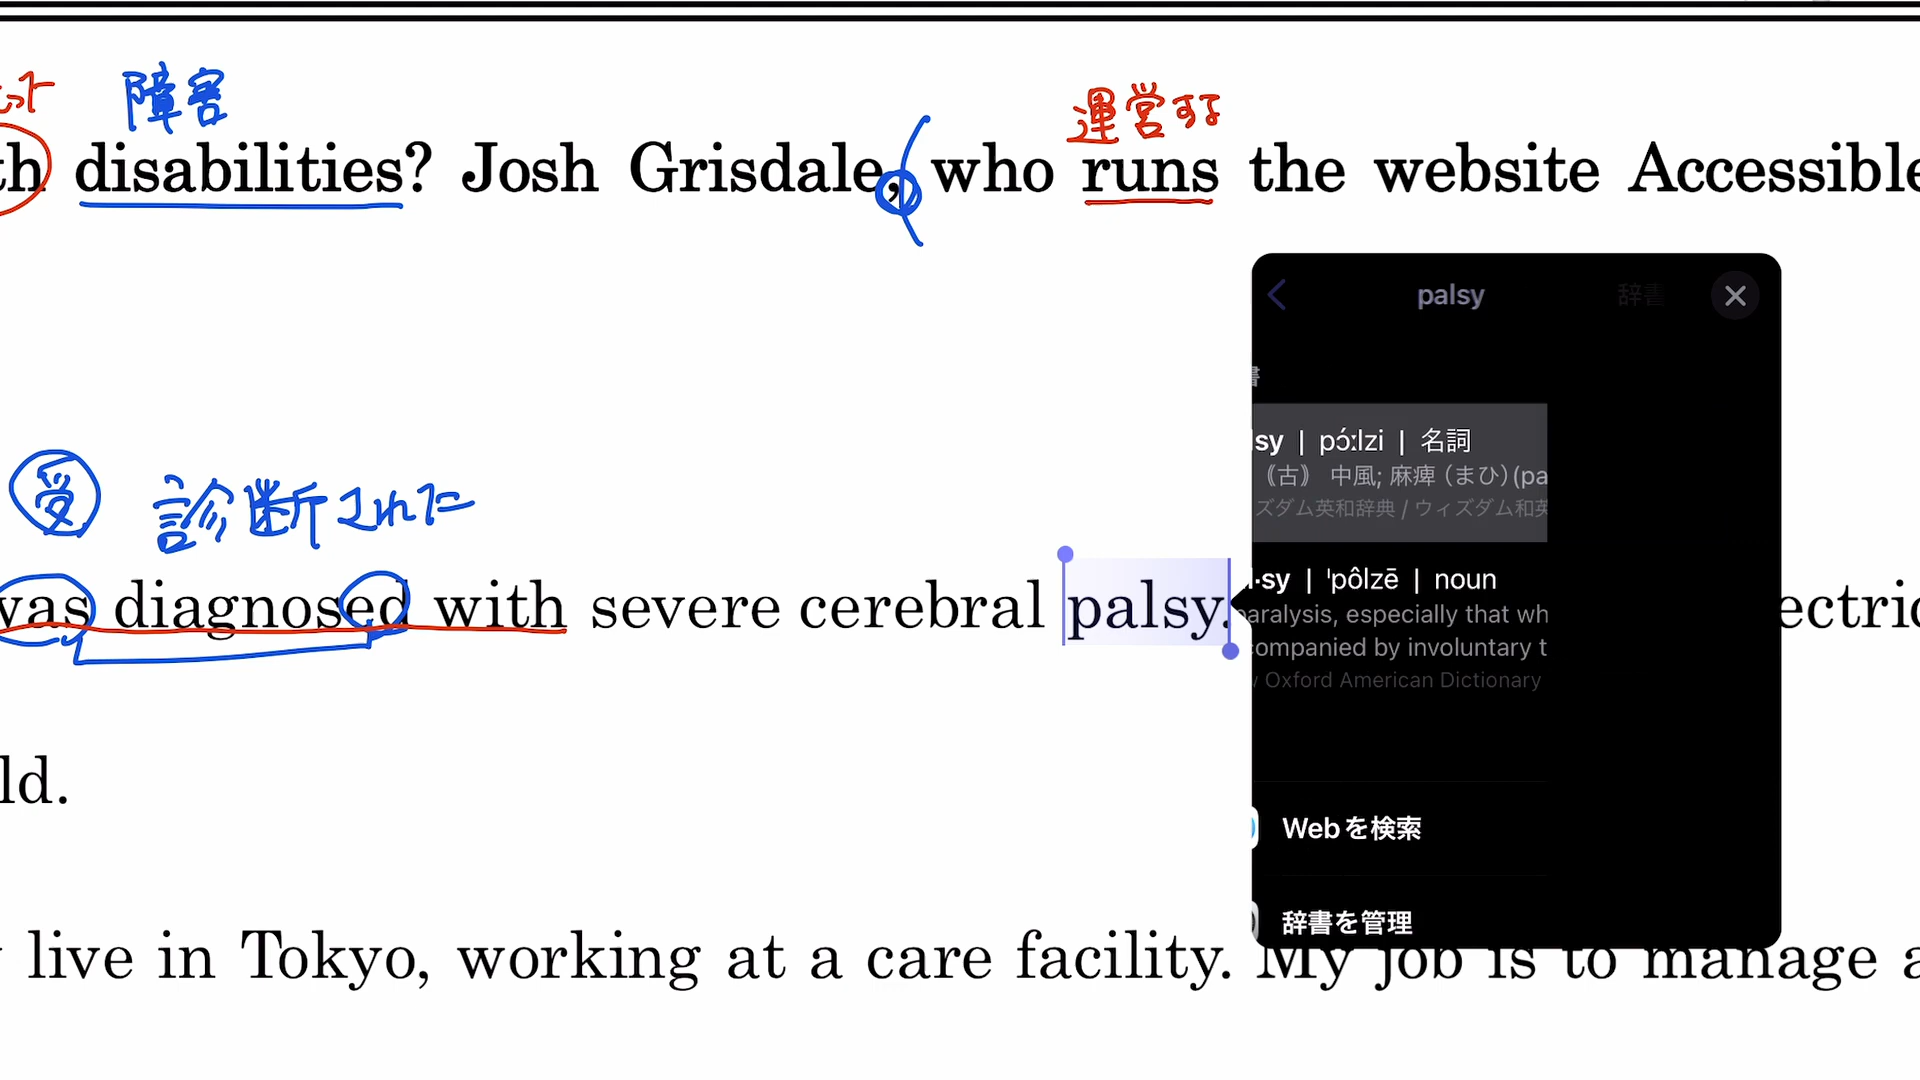 障害 運営する
th disabilities? Josh Grisdale, who runs the website Accessible
palsy 辞書
書
lsy | pɔ́ːlzi | 名詞
《古》 中風; 麻痺 (まひ)(pa
ズダム英和辞典 / ウィズダム和英
受 診断された
was diagnosed with severe cerebral palsy. ectric
l·sy | ˈpôlzē | noun
aralysis, especially that wh
ompanied by involuntary t
w Oxford American Dictionary
ld.
Webを検索
辞書を管理
y live in Tokyo, working at a care facility. My job is to manage a